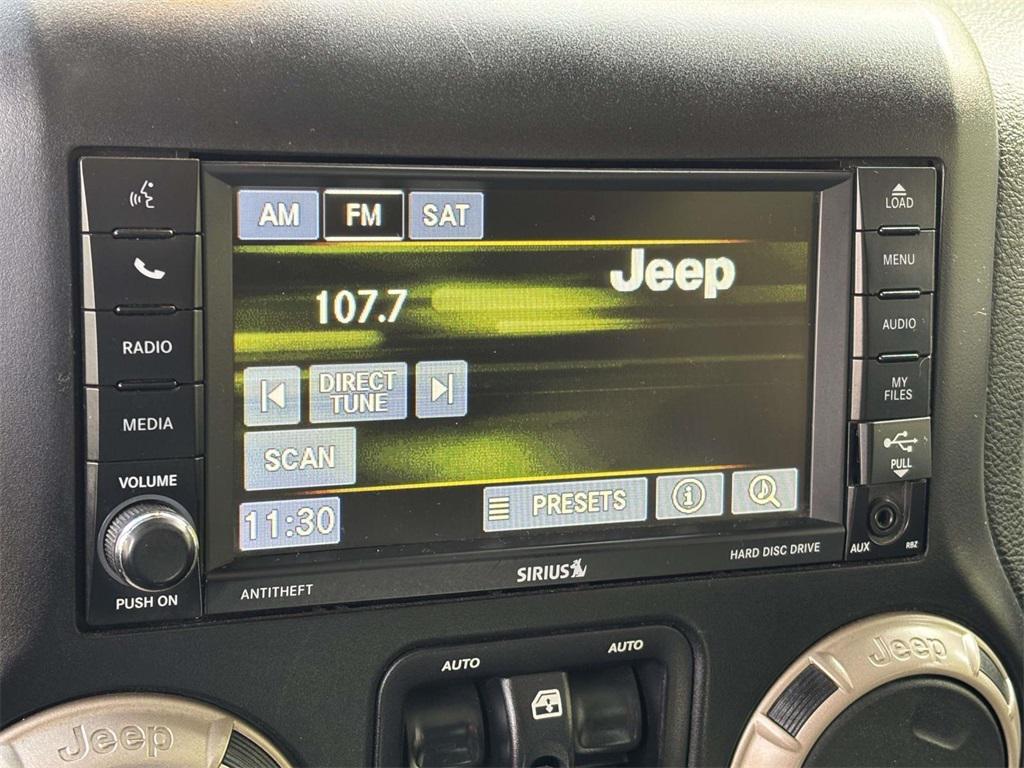 AM FM SAT
Jeep
107.7
DIRECT
TUNE
SCAN
PRESETS
11:30
RADIO
MEDIA
VOLUME
PUSH ON
ANTITHEFT
SIRIUS
HARD DISC DRIVE
LOAD
MENU
AUDIO
MY
FILES
PULL
AUX
RBZ
AUTO
AUTO
Jeep
Jeep